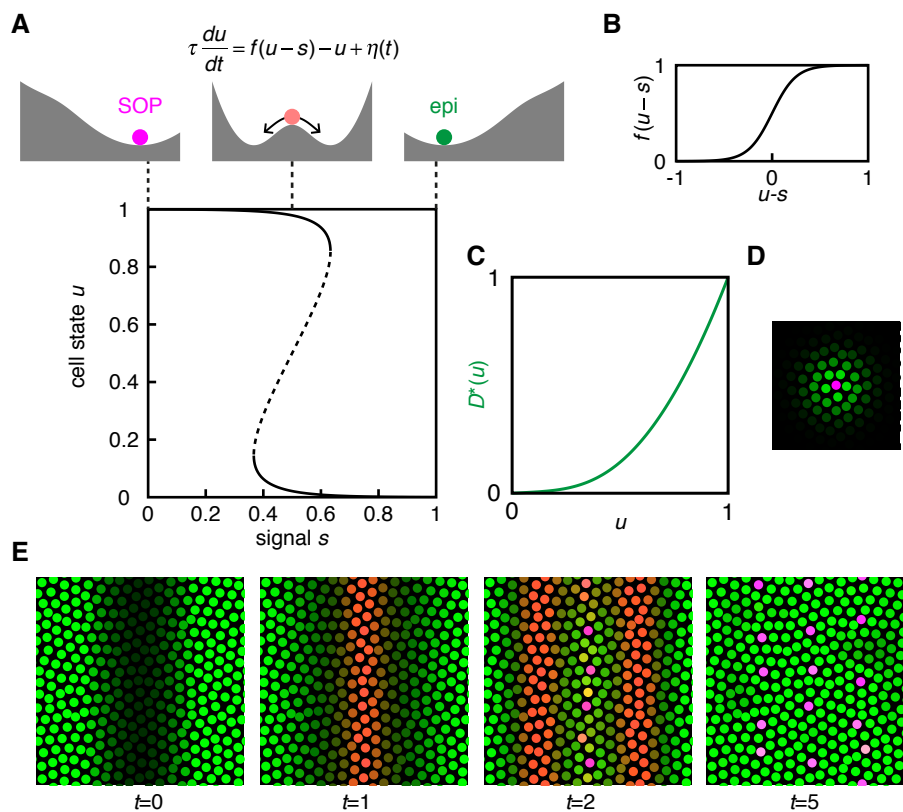 A
τ du/dt = f(u−s)−u+η(t)
SOP
epi
1
0.8
0.6
0.4
0.2
0
cell state u
0 0.2 0.4 0.6 0.8 1
signal s
B
1
0
f(u−s)
-1 0 1
u-s
C
1
0
D*(u)
0 1
u
D
E
t=0 t=1 t=2 t=5